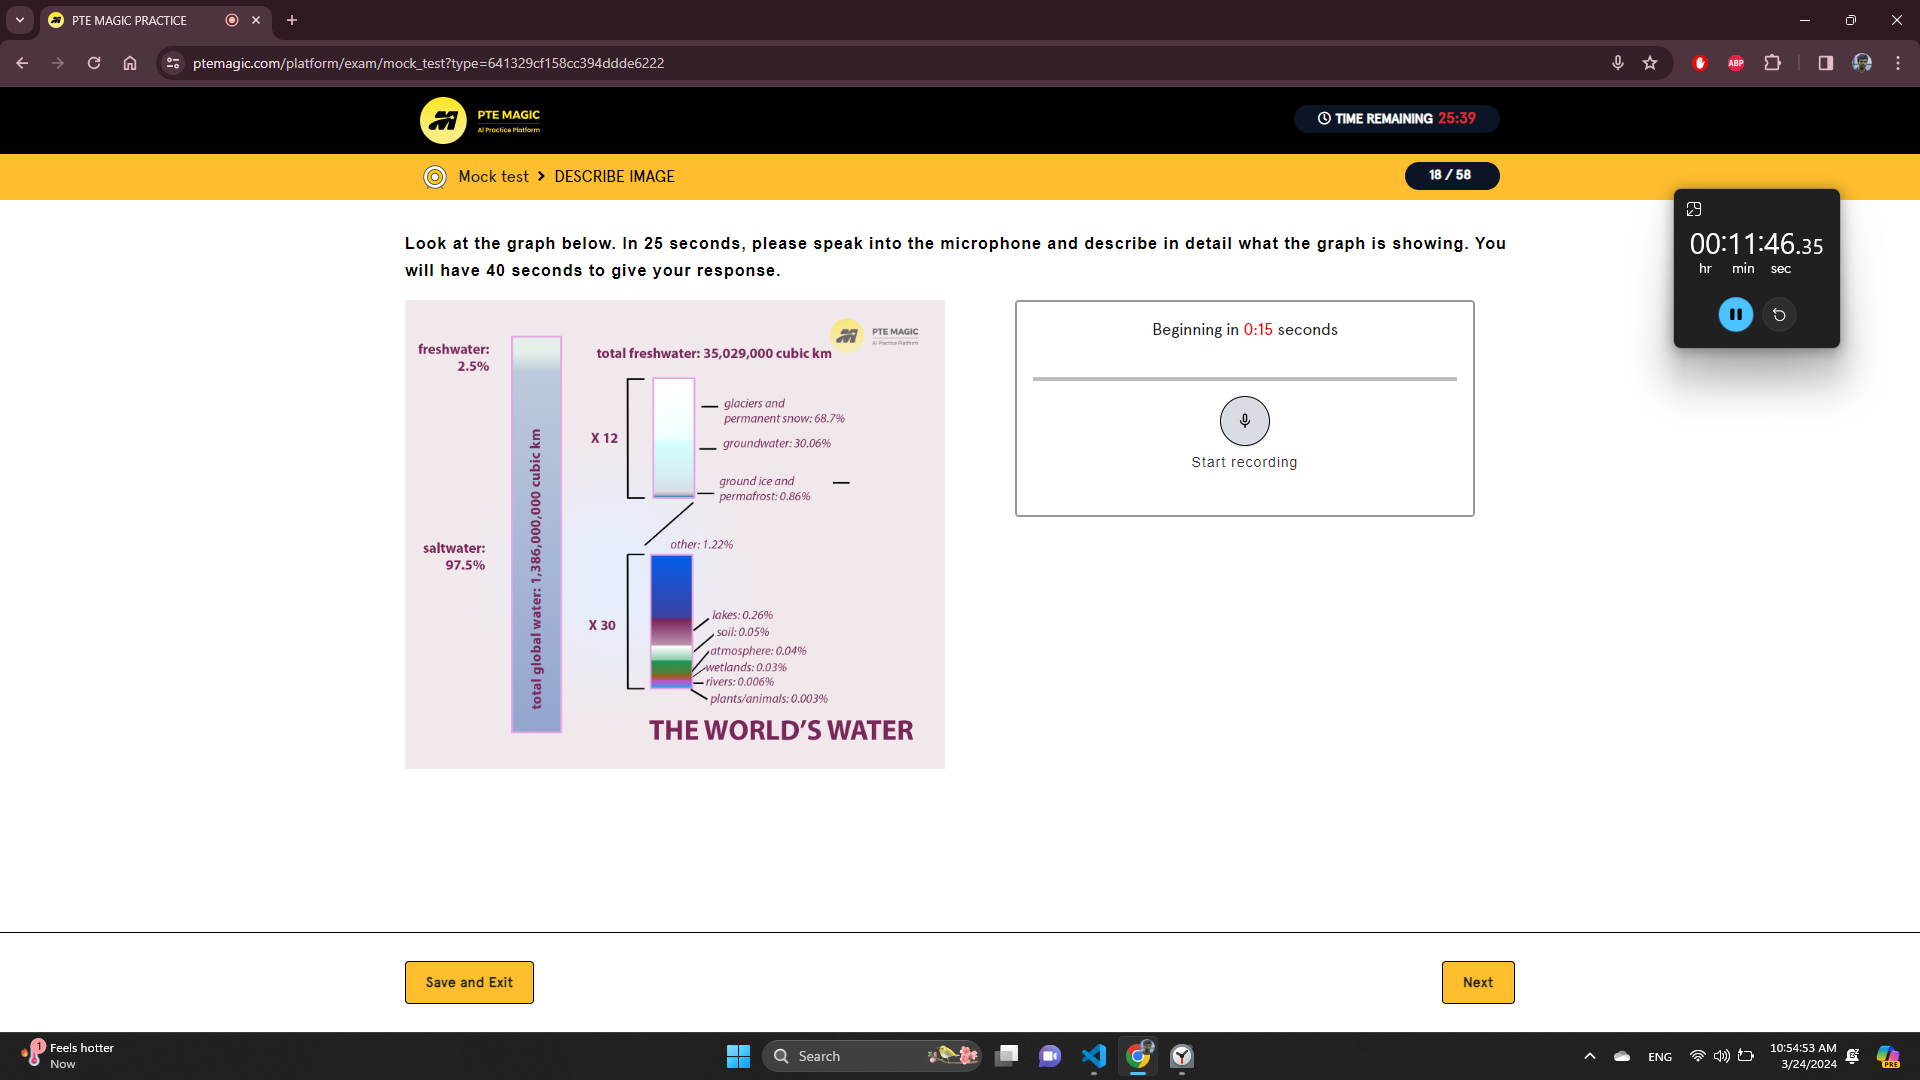 PTE MAGIC PRACTICE
ptemagic.com/platform/exam/mock_test?type=641329cf158cc394ddde6222
ABP
PTE MAGIC
AI Practice Platform
TIME REMAINING 25:39
Mock test > DESCRIBE IMAGE
18 / 58
Look at the graph below. In 25 seconds, please speak into the microphone and describe in detail what the graph is showing. You
will have 40 seconds to give your response.
00:11:46.35
hr min sec
PTE MAGIC
AI Practice Platform
freshwater:
2.5%
total freshwater: 35,029,000 cubic km
glaciers and
permanent snow: 68.7%
X 12
groundwater: 30.06%
ground ice and
permafrost: 0.86%
other: 1.22%
saltwater:
97.5%
total global water: 1,386,000,000 cubic km
X 30
lakes: 0.26%
soil: 0.05%
atmosphere: 0.04%
wetlands: 0.03%
rivers: 0.006%
plants/animals: 0.003%
THE WORLD'S WATER
Beginning in 0:15 seconds
Start recording
Save and Exit
Next
1
Feels hotter
Now
Search
ENG
10:54:53 AM
3/24/2024
PRE